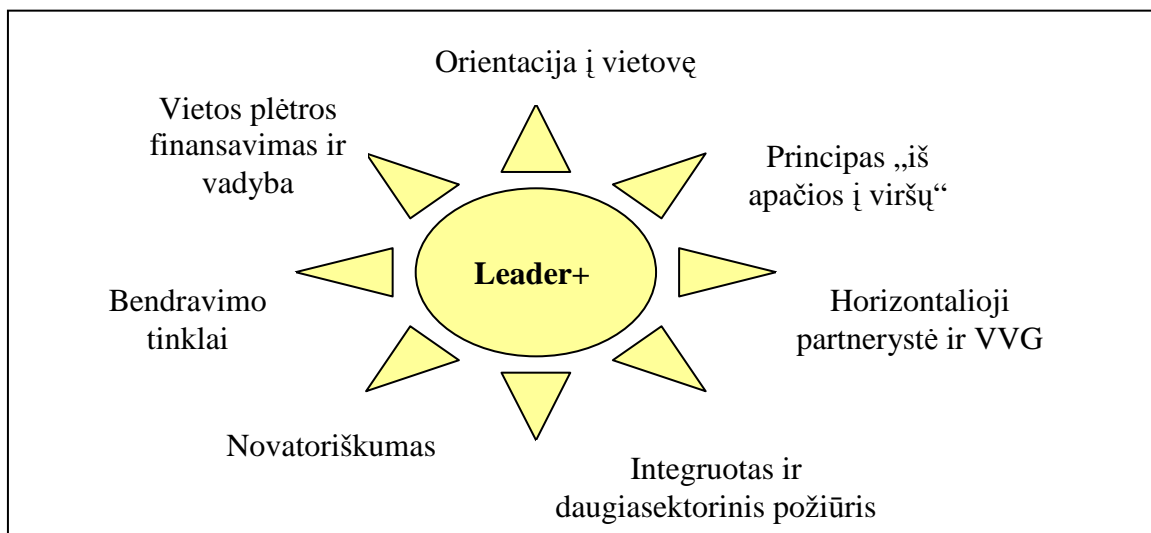 Orientacija į vietovę
Vietos plėtros
finansavimas ir
vadyba
Principas „iš
apačios į viršų“
Leader+
Bendravimo
tinklai
Horizontalioji
partnerystė ir VVG
Novatoriškumas
Integruotas ir
daugiasektorinis požiūris